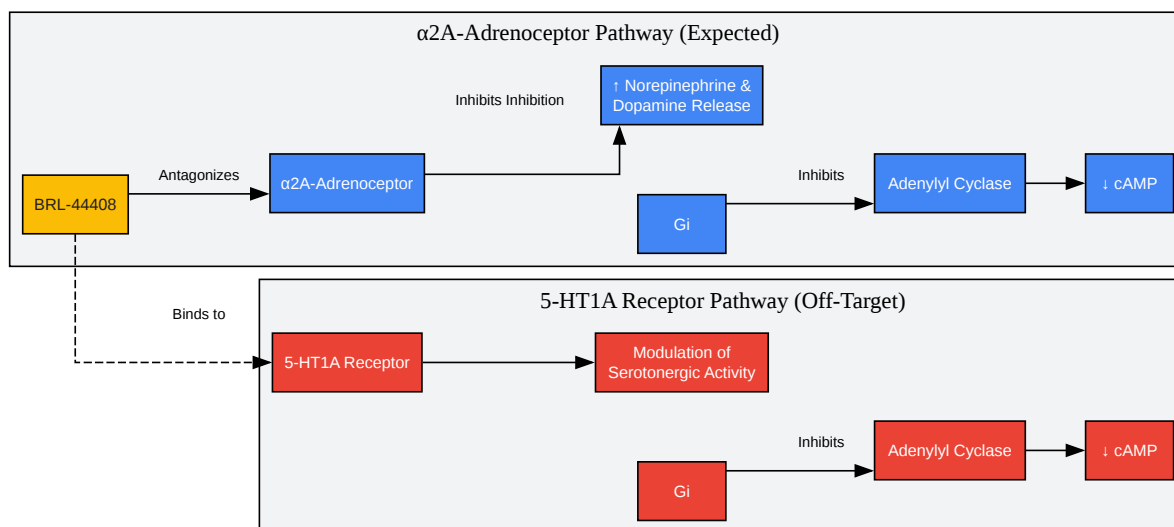 α2A-Adrenoceptor Pathway (Expected)
↑ Norepinephrine &
Dopamine Release
Inhibits Inhibition
Antagonizes
α2A-Adrenoceptor
BRL-44408
Inhibits
Adenylyl Cyclase
↓ cAMP
Gi
5-HT1A Receptor Pathway (Off-Target)
Binds to
5-HT1A Receptor
Modulation of
Serotonergic Activity
Inhibits
Adenylyl Cyclase
↓ cAMP
Gi